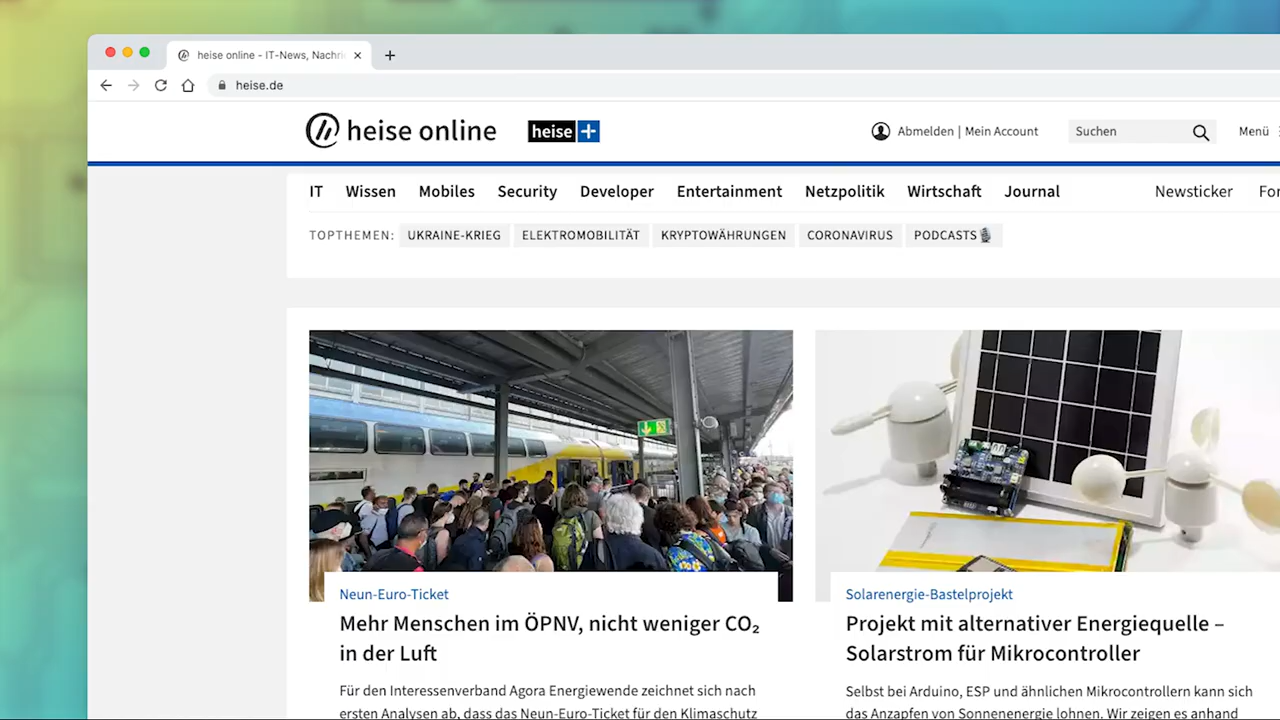 heise online - IT-News, Nachri
heise.de
heise online heise+
Abmelden | Mein Account
Suchen
Menü
IT Wissen Mobiles Security Developer Entertainment Netzpolitik Wirtschaft Journal Newsticker For
TOPTHEMEN: UKRAINE-KRIEG ELEKTROMOBILITÄT KRYPTOWÄHRUNGEN CORONAVIRUS PODCASTS
Neun-Euro-Ticket
Mehr Menschen im ÖPNV, nicht weniger CO₂
in der Luft
Für den Interessenverband Agora Energiewende zeichnet sich nach
ersten Analysen ab, dass das Neun-Euro-Ticket für den Klimaschutz
Solarenergie-Bastelprojekt
Projekt mit alternativer Energiequelle –
Solarstrom für Mikrocontroller
Selbst bei Arduino, ESP und ähnlichen Mikrocontrollern kann sich
das Anzapfen von Sonnenenergie lohnen. Wir zeigen es anhand